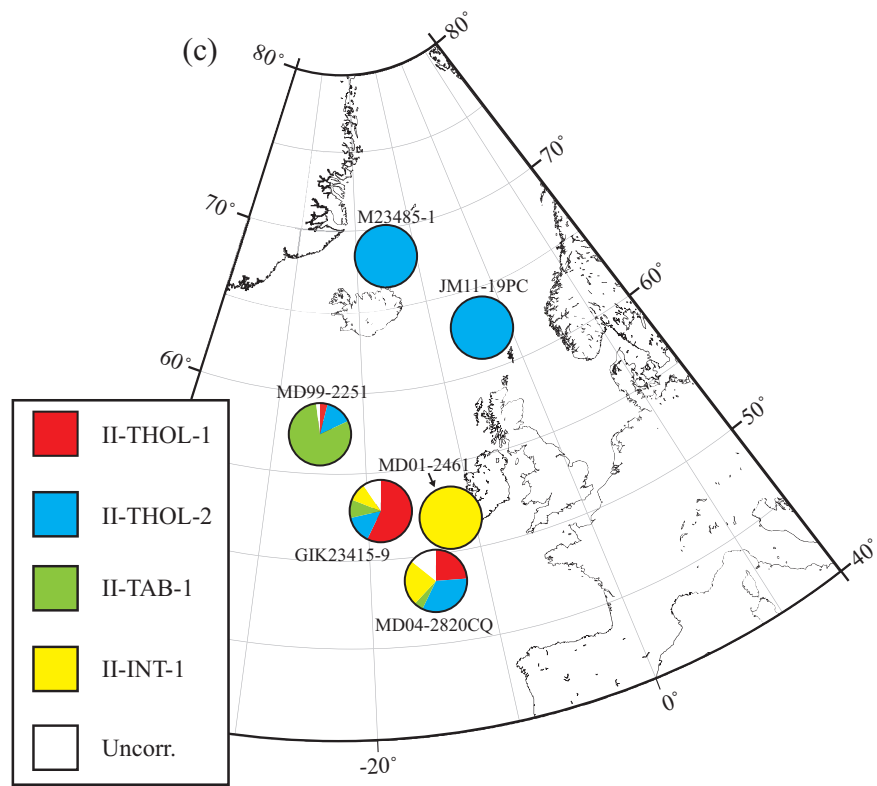 (c)
80°
80°
70°
70°
M23485-1
JM11-19PC
60°
60°
MD99-2251
II-THOL-1
50°
MD01-2461
II-THOL-2
GIK23415-9
40°
II-TAB-1
MD04-2820CQ
II-INT-1
0°
Uncorr.
-20°